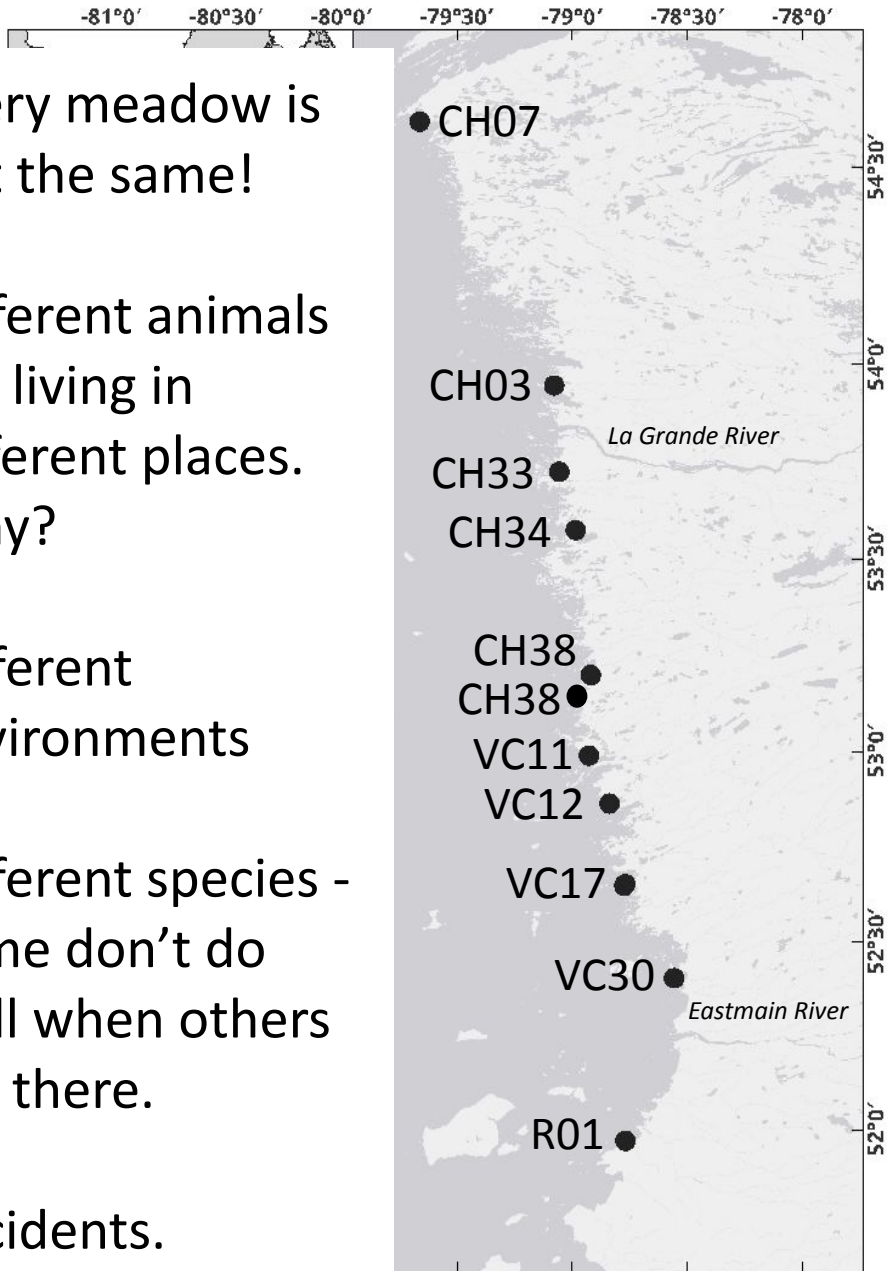 -81°0′ -80°30′ -80°0′ -79°30′ -79°0′ -78°30′ -78°0′
ery meadow is
t the same!
ferent animals
living in
ferent places.
y?
ferent
vironments
ferent species -
me don’t do
ll when others
there.
cidents.
CH07
CH03
La Grande River
CH33
CH34
CH38
CH38
VC11
VC12
VC17
VC30
Eastmain River
R01
54°30′
54°0′
53°30′
53°0′
52°30′
52°0′